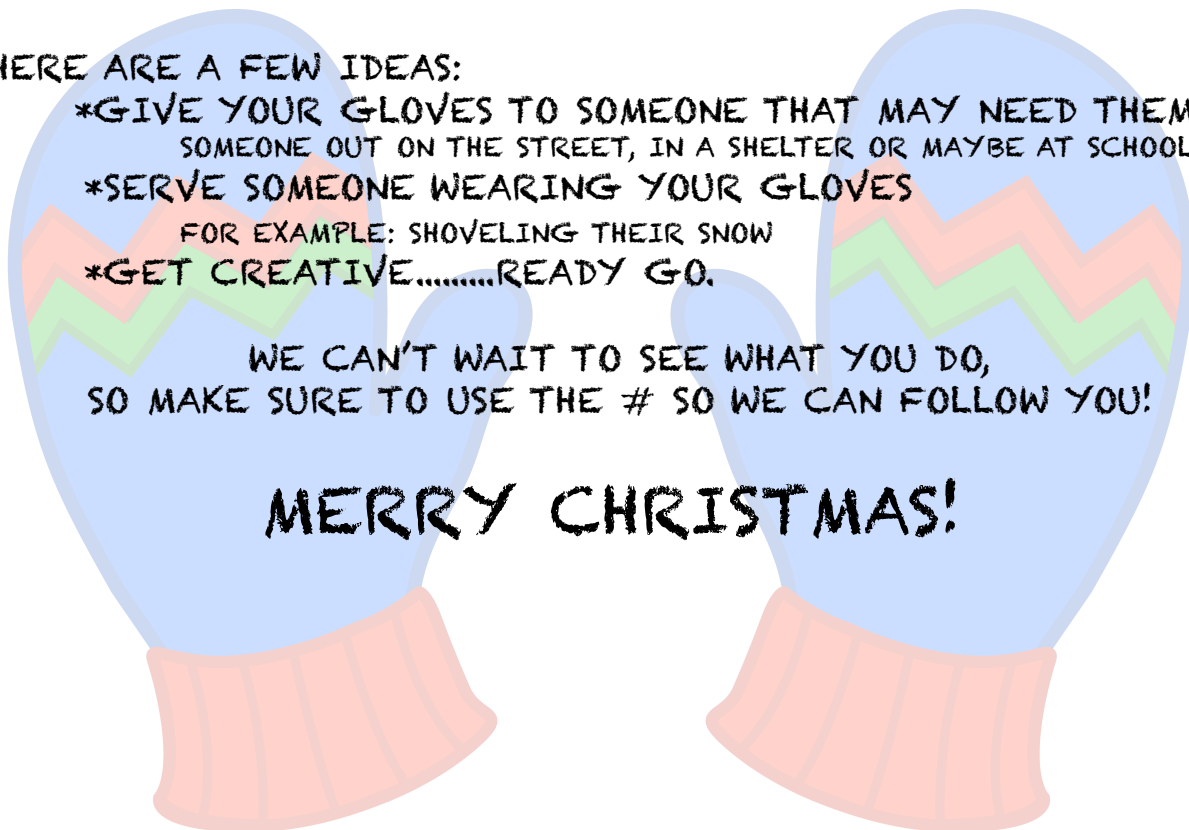 HERE ARE A FEW IDEAS:
*GIVE YOUR GLOVES TO SOMEONE THAT MAY NEED THEM
SOMEONE OUT ON THE STREET, IN A SHELTER OR MAYBE AT SCHOOL
*SERVE SOMEONE WEARING YOUR GLOVES
FOR EXAMPLE: SHOVELING THEIR SNOW
*GET CREATIVE.........READY GO.
WE CAN'T WAIT TO SEE WHAT YOU DO,
SO MAKE SURE TO USE THE # SO WE CAN FOLLOW YOU!
MERRY CHRISTMAS!